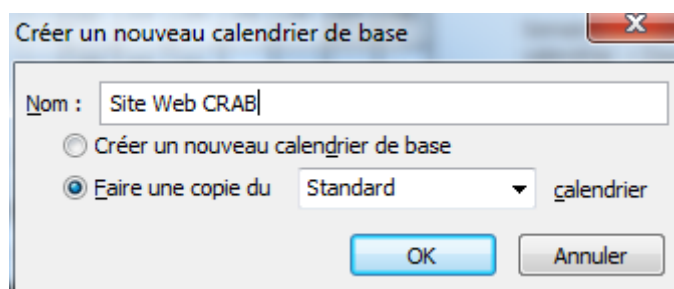 Créer un nouveau calendrier de base
Nom : Site Web CRAB
Créer un nouveau calendrier de base
Faire une copie du Standard calendrier
OK Annuler